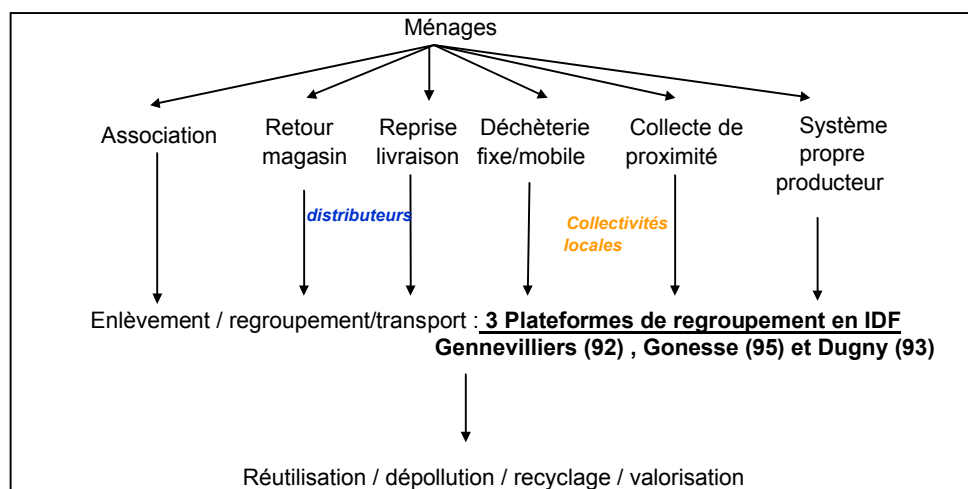 Ménages
Association
Retour
magasin
Reprise
livraison
Déchèterie
fixe/mobile
Collecte de
proximité
Système
propre
producteur
distributeurs
Collectivités
locales
Enlèvement / regroupement/transport : 3 Plateformes de regroupement en IDF
Gennevilliers (92) , Gonesse (95) et Dugny (93)
Réutilisation / dépollution / recyclage / valorisation